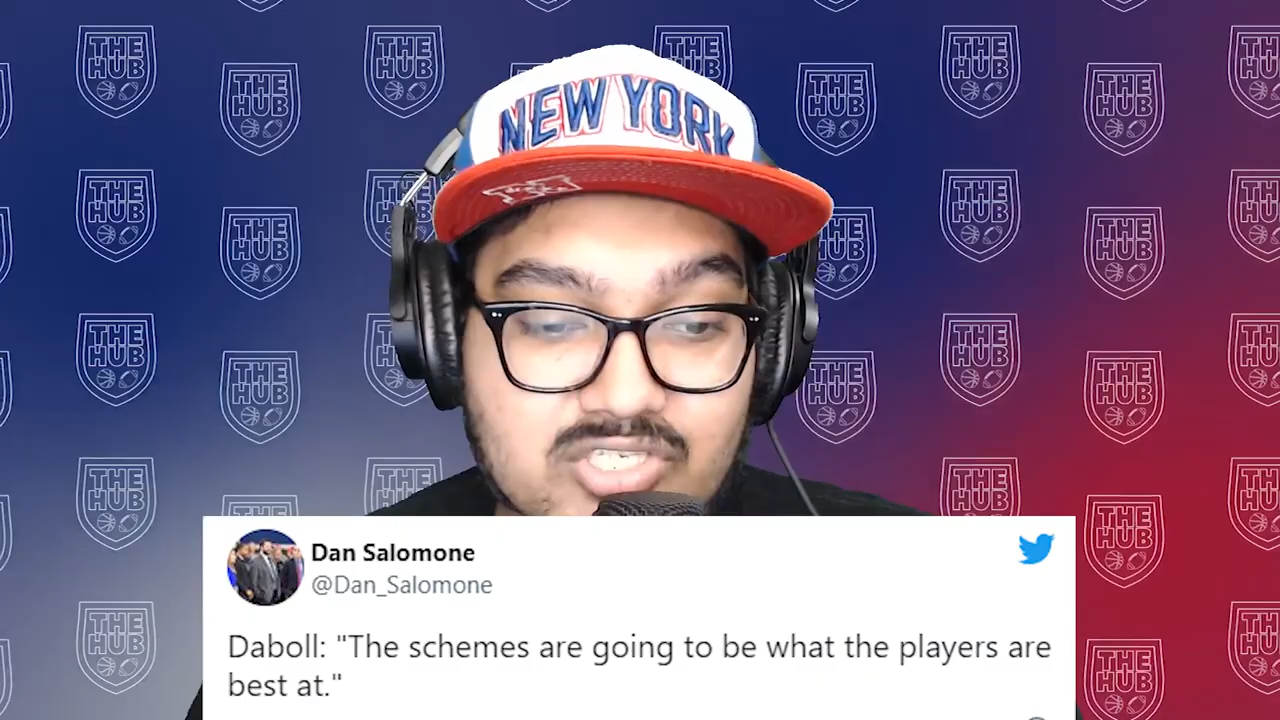 THE HUB
NEW YORK
Dan Salomone
@Dan_Salomone
Daboll: "The schemes are going to be what the players are
best at."